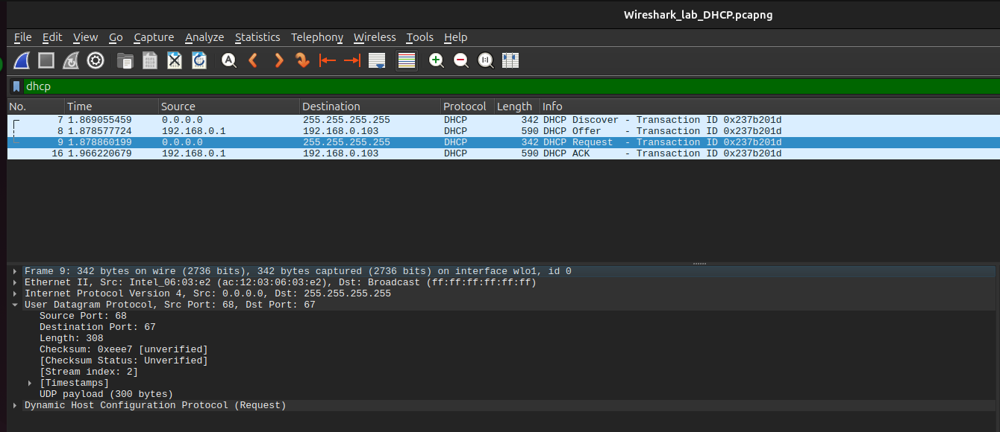 Wireshark_lab_DHCP.pcapng
File Edit View Go Capture Analyze Statistics Telephony Wireless Tools Help
dhcp
No. Time Source Destination Protocol Length Info
7 1.869055459 0.0.0.0 255.255.255.255 DHCP 342 DHCP Discover - Transaction ID 0x237b201d
8 1.878577724 192.168.0.1 192.168.0.103 DHCP 590 DHCP Offer - Transaction ID 0x237b201d
9 1.878860199 0.0.0.0 255.255.255.255 DHCP 342 DHCP Request - Transaction ID 0x237b201d
16 1.966220679 192.168.0.1 192.168.0.103 DHCP 590 DHCP ACK - Transaction ID 0x237b201d
Frame 9: 342 bytes on wire (2736 bits), 342 bytes captured (2736 bits) on interface wlo1, id 0
Ethernet II, Src: Intel_06:03:e2 (ac:12:03:06:03:e2), Dst: Broadcast (ff:ff:ff:ff:ff:ff)
Internet Protocol Version 4, Src: 0.0.0.0, Dst: 255.255.255.255
User Datagram Protocol, Src Port: 68, Dst Port: 67
Source Port: 68
Destination Port: 67
Length: 308
Checksum: 0xeee7 [unverified]
[Checksum Status: Unverified]
[Stream index: 2]
[Timestamps]
UDP payload (300 bytes)
Dynamic Host Configuration Protocol (Request)